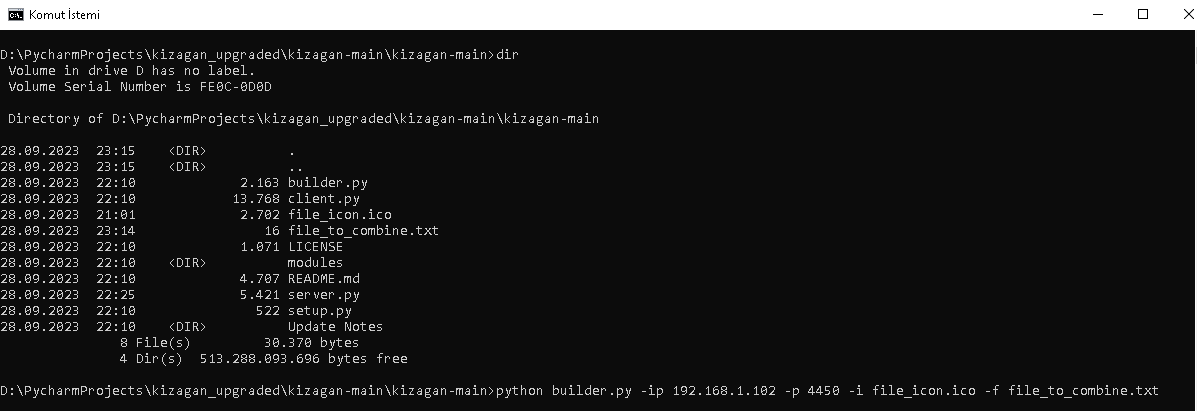 Komut İstemi
D:\PycharmProjects\kizagan_upgraded\kizagan-main\kizagan-main>dir
Volume in drive D has no label.
Volume Serial Number is FE0C-0D0D
Directory of D:\PycharmProjects\kizagan_upgraded\kizagan-main\kizagan-main
28.09.2023  23:15    <DIR>          .
28.09.2023  23:15    <DIR>          ..
28.09.2023  22:10             2.163 builder.py
28.09.2023  22:10            13.768 client.py
28.09.2023  21:01             2.702 file_icon.ico
28.09.2023  23:14                16 file_to_combine.txt
28.09.2023  22:10             1.071 LICENSE
28.09.2023  22:10    <DIR>          modules
28.09.2023  22:10             4.707 README.md
28.09.2023  22:25             5.421 server.py
28.09.2023  22:10               522 setup.py
28.09.2023  22:10    <DIR>          Update Notes
8 File(s)         30.370 bytes
4 Dir(s)  513.288.093.696 bytes free
D:\PycharmProjects\kizagan_upgraded\kizagan-main\kizagan-main>python builder.py -ip 192.168.1.102 -p 4450 -i file_icon.ico -f file_to_combine.txt